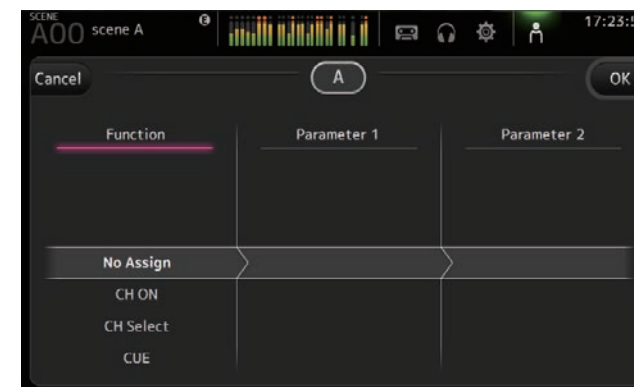 SCENE
A00 scene A E 17:23:5
Cancel A OK
Function Parameter 1 Parameter 2
No Assign
CH ON
CH Select
CUE